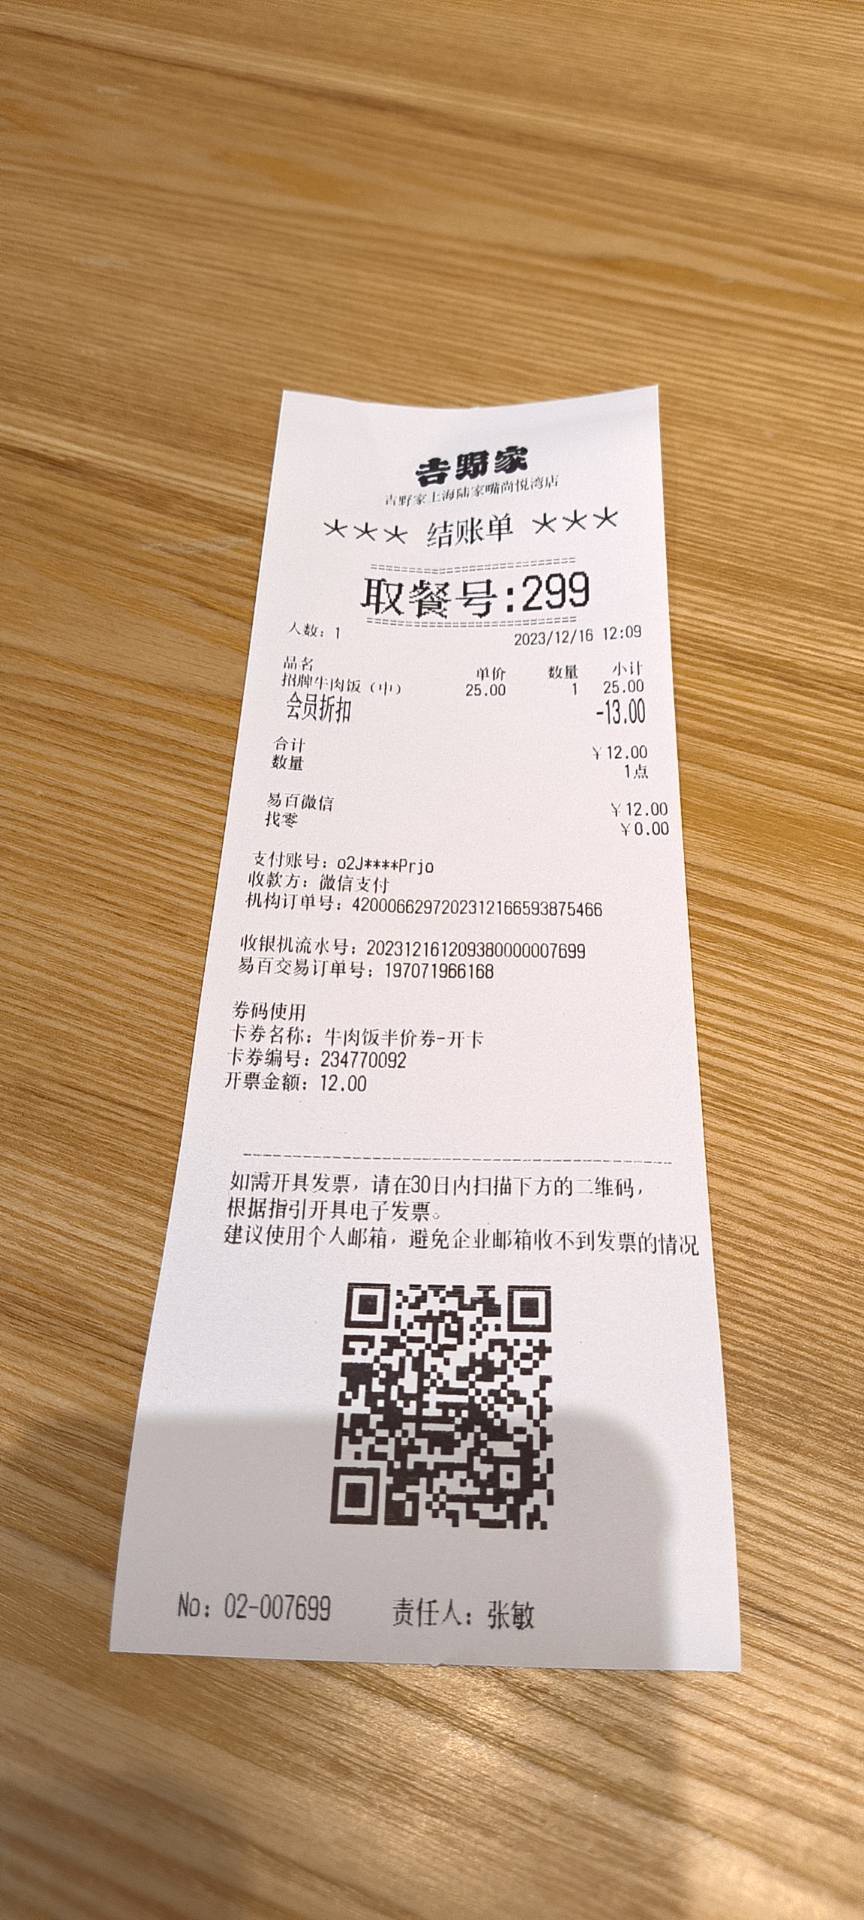 吉野家
吉野家上海陆家嘴尚悦湾店
*** 结账单 ***
取餐号:299
人数: 1 2023/12/16 12:09
品名 单价 数量 小计
招牌牛肉饭（中） 25.00 1 25.00
会员折扣 -13.00
合计 ￥12.00
数量 1点
易百微信 ￥12.00
找零 ￥0.00
支付账号: o2J****Prjo
收款方: 微信支付
机构订单号: 4200066297202312166593875466
收银机流水号: 202312161209380000007699
易百交易订单号: 197071966168
券码使用
卡券名称: 牛肉饭半价券-开卡
卡券编号: 234770092
开票金额: 12.00
如需开具发票，请在30日内扫描下方的二维码，
根据指引开具电子发票。
建议使用个人邮箱，避免企业邮箱收不到发票的情况
No: 02-007699 责任人: 张敏